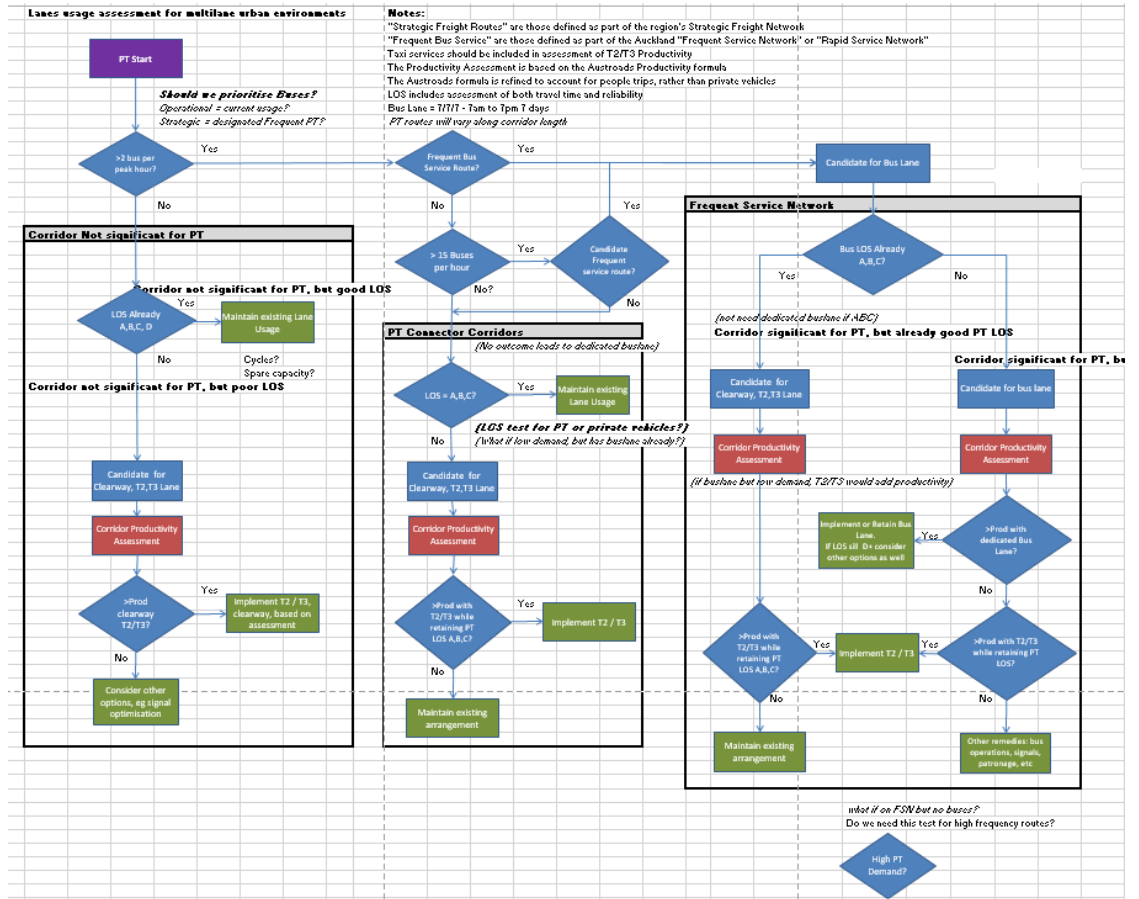 Lanes usage assessment for multilane urban environments
Notes:
"Strategic Freight Routes" are those defined as part of the region's Strategic Freight Network
"Frequent Bus Service" are those defined as part of the Auckland "Frequent Service Network" or "Rapid Service Network"
Taxi services should be included in assessment of T2/T3 Productivity
The Productivity Assessment is based on the Austroads Productivity formula
The Austroads formula is refined to account for people trips, rather than private vehicles
LOS includes assessment of both travel time and reliability
Bus Lane = 7/7/7 - 7am to 7pm 7 days
PT routes will vary along corridor length
PT Start
Should we prioritise Buses?
Operational = current usage?
Strategic = designated Frequent PT?
>2 bus per
peak hour?
Yes
No
Frequent Bus
Service Route?
Yes
No
Candidate for Bus Lane
> 15 Buses
per hour
Yes
No?
Candidate
Frequent
service route?
Yes
No
Corridor Not significant for PT
Corridor not significant for PT, but good LOS
LOS Already
A,B,C, D
Yes
Maintain existing Lane
Usage
No
Cycles?
Spare capacity?
Corridor not significant for PT, but poor LOS
Candidate for
Clearway, T2,T3 Lane
Corridor Productivity
Assessment
>Prod
clearway
T2/T3?
Yes
Implement T2 / T3,
clearway, based on
assessment
No
Consider other
options, eg signal
optimisation
PT Connector Corridors
(No outcome leads to dedicated buslane)
LOS = A,B,C?
Yes
Maintain existing
Lane Usage
No
(LOS test for PT or private vehicles?)
(What if low demand, but has buslane already?)
Candidate for
Clearway, T2,T3 Lane
Corridor Productivity
Assessment
>Prod with
T2/T3 while
retaining PT
LOS A,B,C?
Yes
Implement T2 / T3
No
Maintain existing
arrangement
Frequent Service Network
Bus LOS Already
A,B,C?
Yes
No
(not need dedicated buslane if ABC)
Corridor significant for PT, but already good PT LOS
Corridor significant for PT, bu
Candidate for
Clearway, T2,T3 Lane
Candidate for bus lane
Corridor Productivity
Assessment
Corridor Productivity
Assessment
(if buslane but low demand, T2/T3 would add productivity)
Implement or Retain Bus
Lane.
If LOS sill D+ consider
other options as well
Yes
>Prod with
dedicated Bus
Lane?
No
>Prod with
T2/T3 while
retaining PT
LOS A,B,C?
Yes
Implement T2 / T3
Yes
>Prod with T2/T3
while retaining PT
LOS?
No
No
Maintain existing
arrangement
Other remedies: bus
operations, signals,
patronage, etc
what if on FSN but no buses?
Do we need this test for high frequency routes?
High PT
Demand?